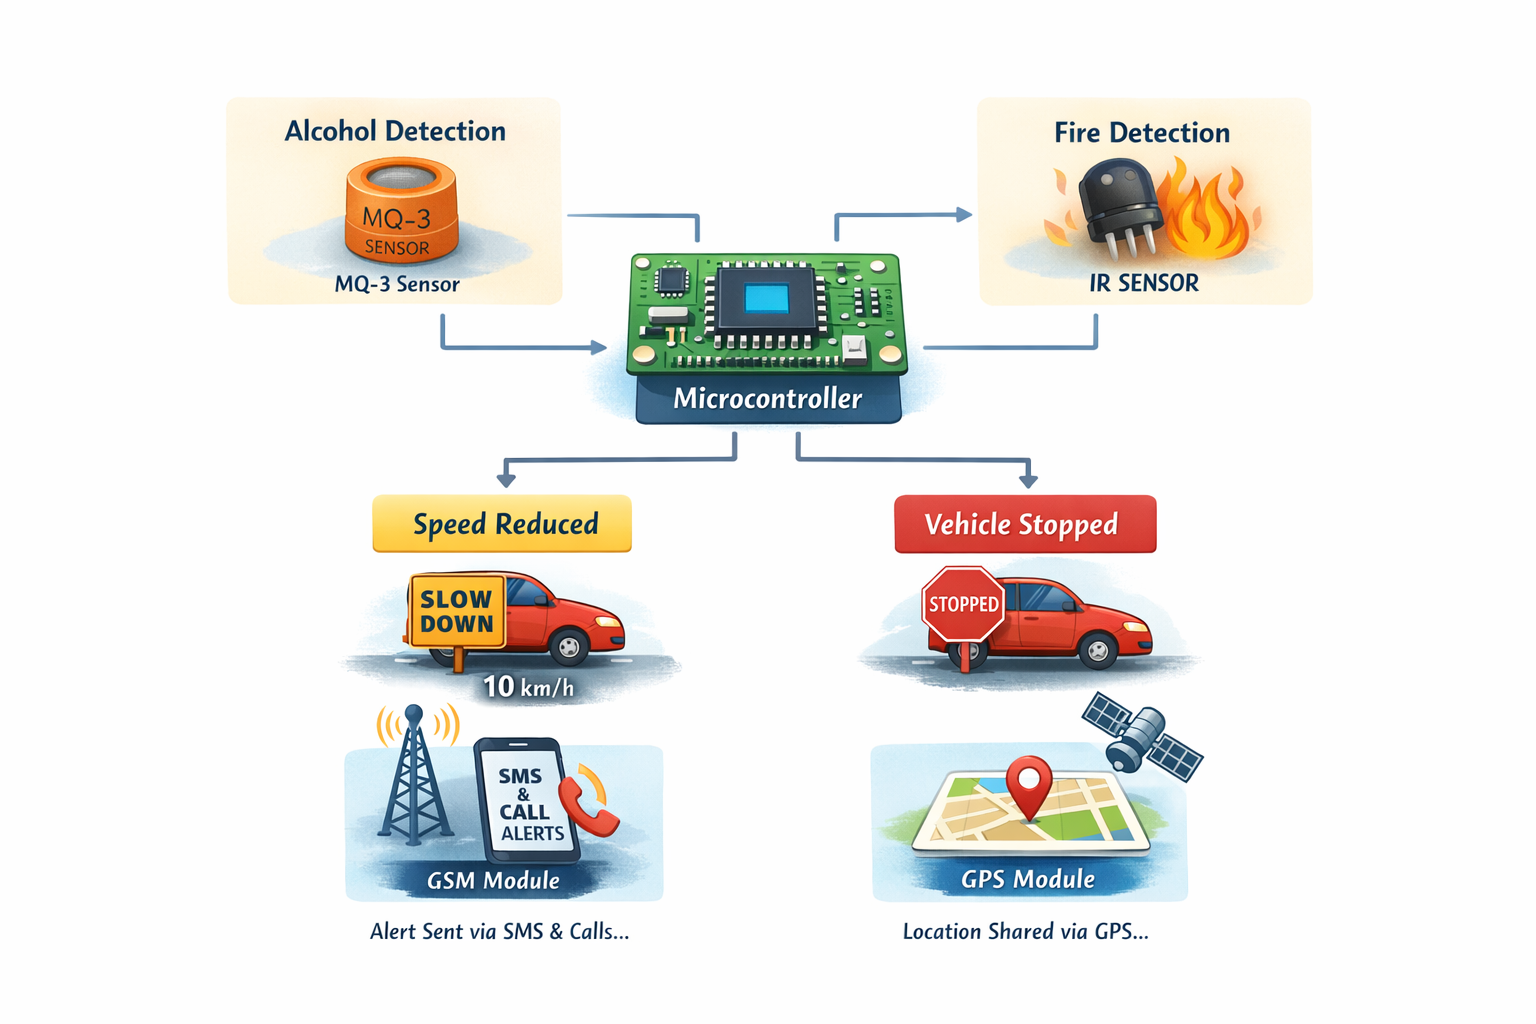 Alcohol Detection
MQ-3
SENSOR
MQ-3 Sensor
Fire Detection
IR SENSOR
Microcontroller
Speed Reduced
SLOW
DOWN
10 km/h
Vehicle Stopped
STOPPED
SMS
&
CALL
ALERTS
GSM Module
Alert Sent via SMS & Calls...
GPS Module
Location Shared via GPS...